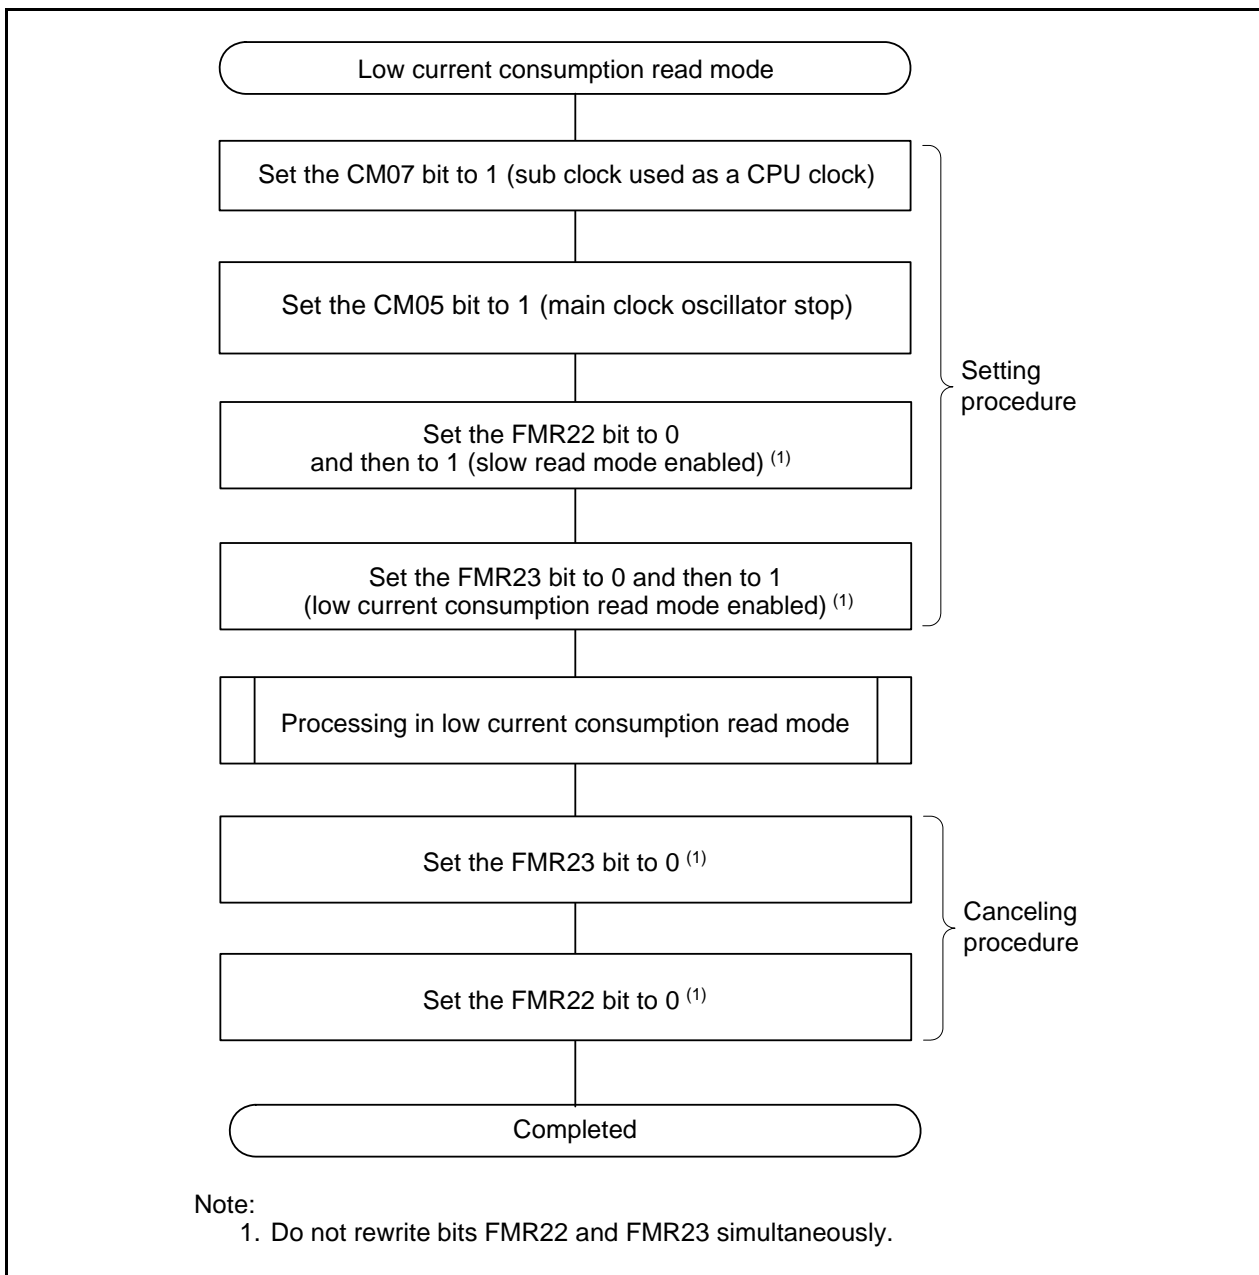 Low current consumption read mode
Set the CM07 bit to 1 (sub clock used as a CPU clock)
Set the CM05 bit to 1 (main clock oscillator stop)
Set the FMR22 bit to 0
and then to 1 (slow read mode enabled) (1)
Set the FMR23 bit to 0 and then to 1
(low current consumption read mode enabled) (1)
Setting
procedure
Processing in low current consumption read mode
Set the FMR23 bit to 0 (1)
Set the FMR22 bit to 0 (1)
Canceling
procedure
Completed
Note:
1. Do not rewrite bits FMR22 and FMR23 simultaneously.